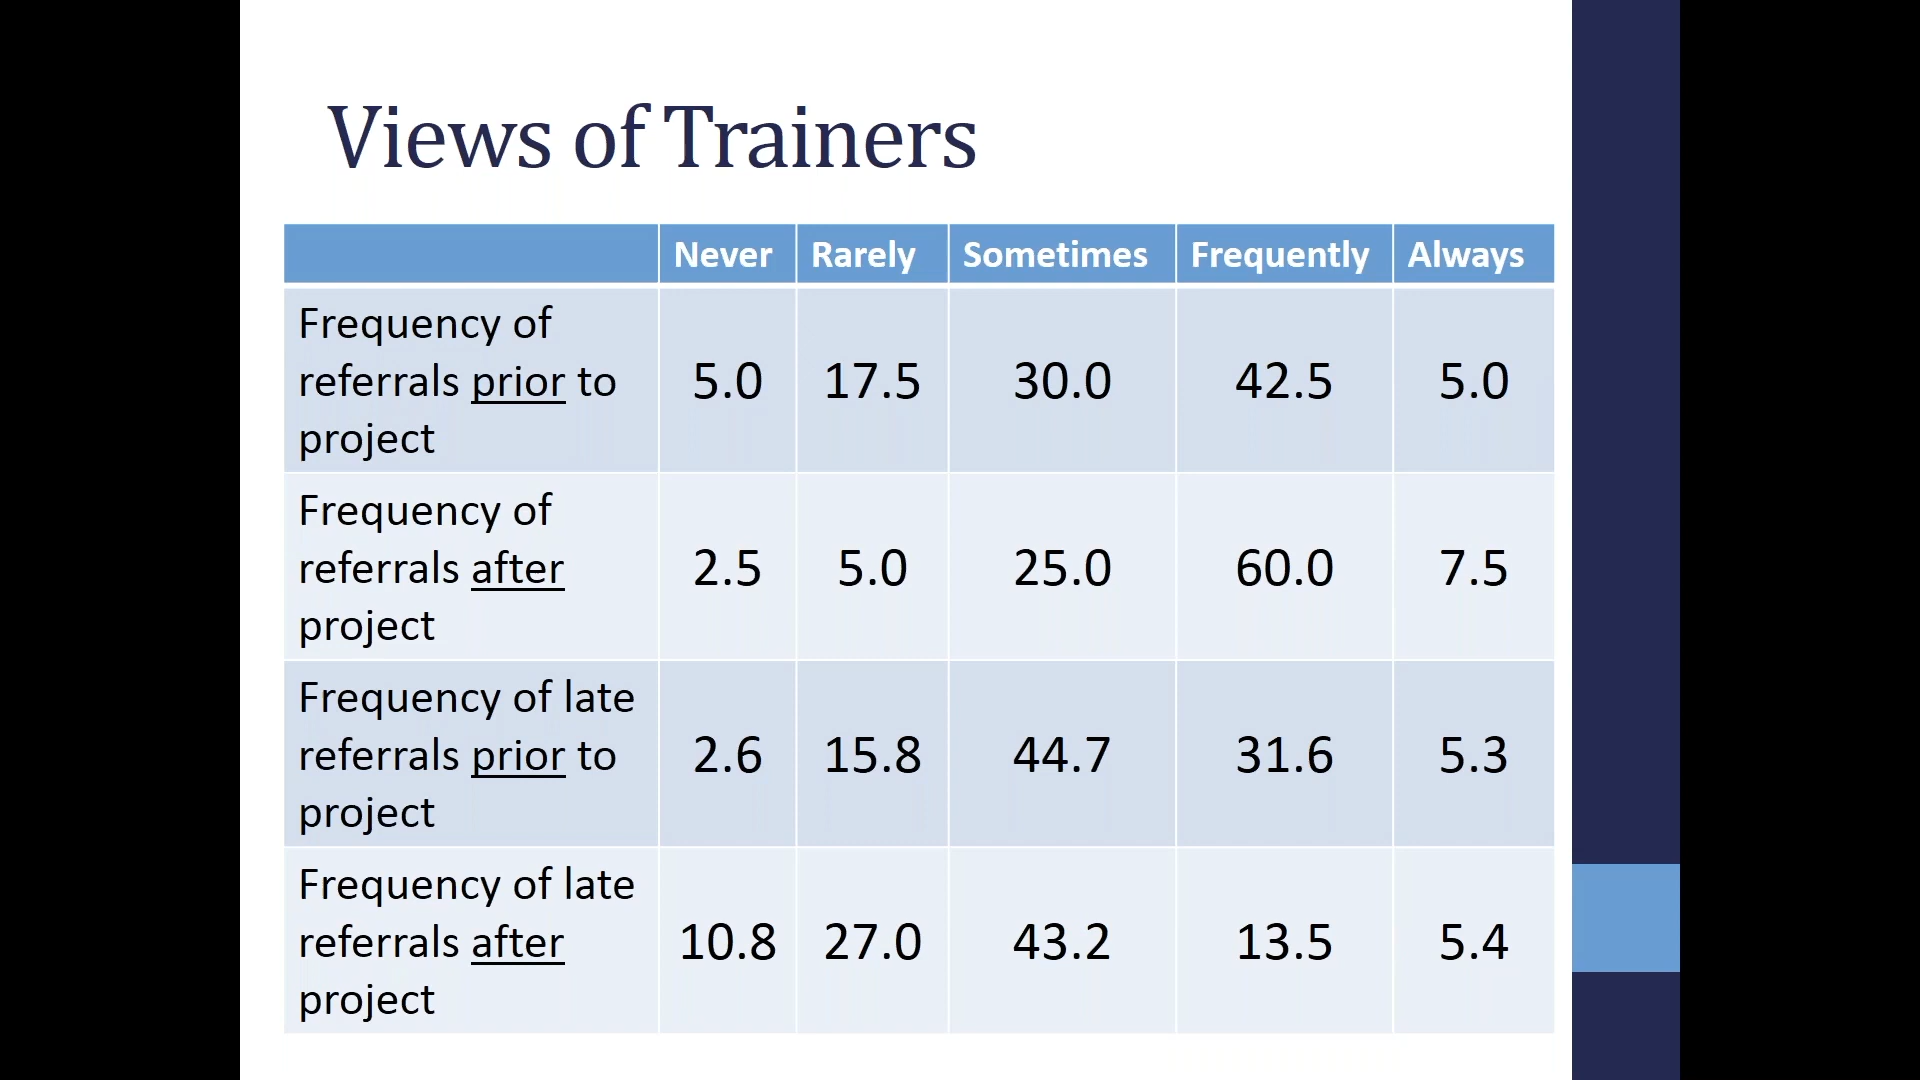 Views of Trainers
Never Rarely Sometimes Frequently Always
Frequency of
referrals prior to
project
5.0 17.5 30.0 42.5 5.0
Frequency of
referrals after
project
2.5 5.0 25.0 60.0 7.5
Frequency of late
referrals prior to
project
2.6 15.8 44.7 31.6 5.3
Frequency of late
referrals after
project
10.8 27.0 43.2 13.5 5.4